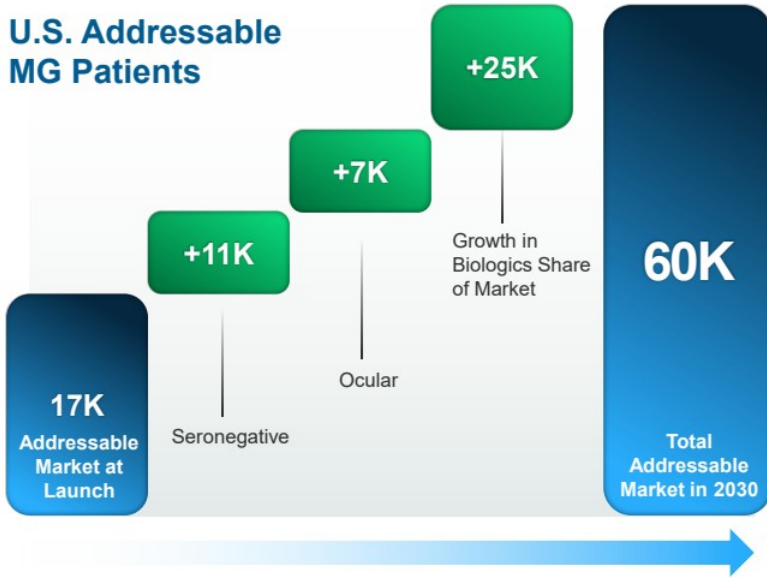 U.S. Addressable
MG Patients
+25K
+7K
+11K
Growth in
Biologics Share
of Market
60K
Ocular
17K
Addressable
Market at
Launch
Seronegative
Total
Addressable
Market in 2030